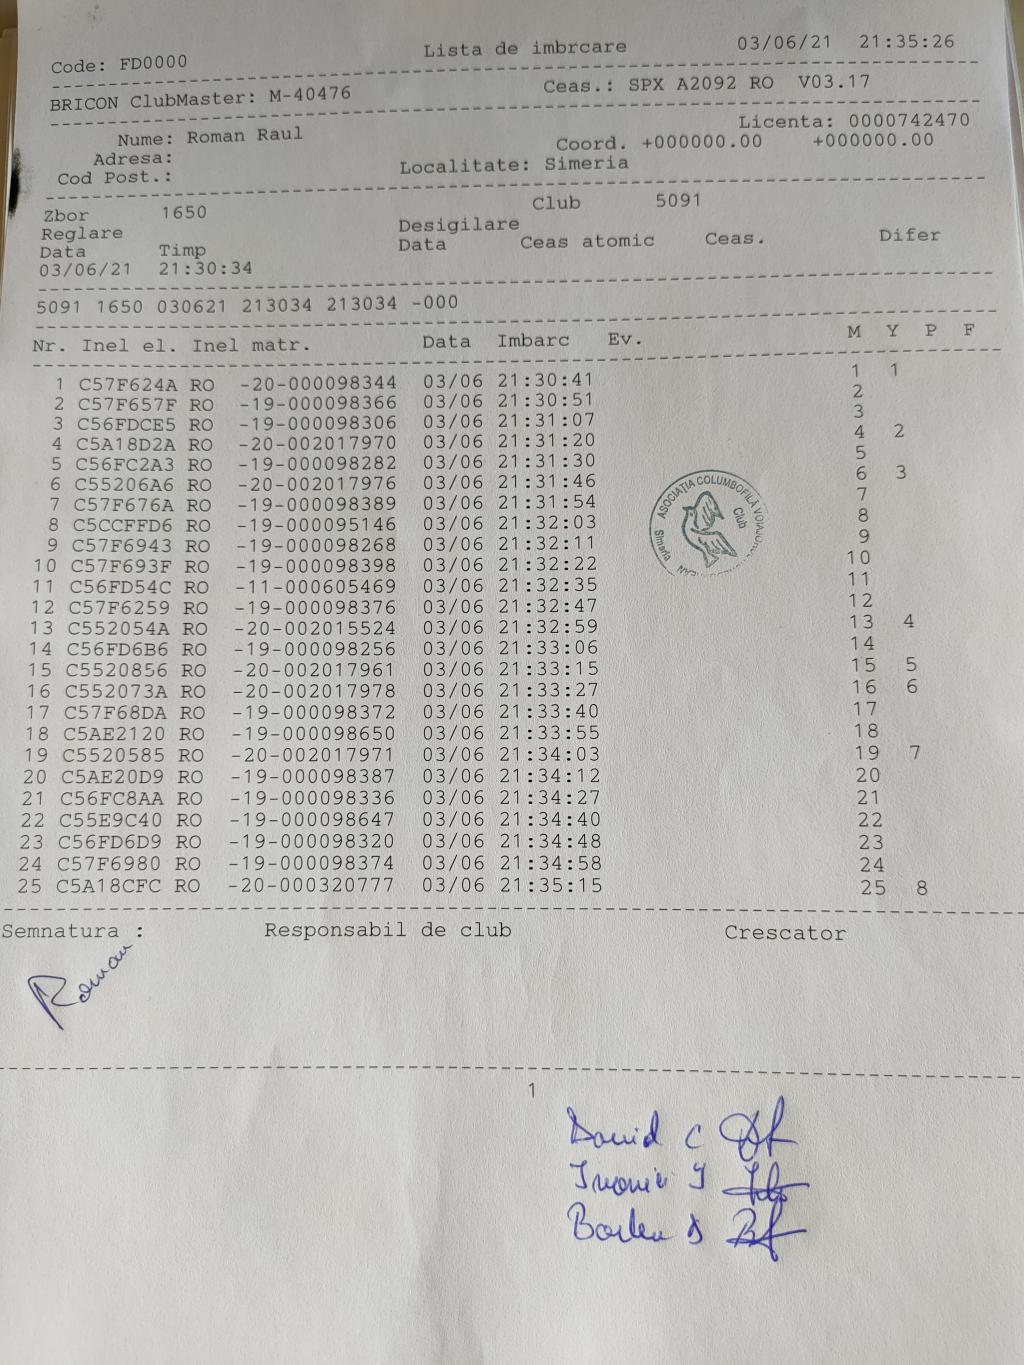 Code: FD0000 Lista de imbrcare 03/06/21 21:35:26
BRICON ClubMaster: M-40476 Ceas.: SPX A2092 RO V03.17
Licenta: 0000742470
Nume: Roman Raul Coord. +000000.00 +000000.00
Adresa:
Cod Post.: Localitate: Simeria
Zbor 1650 Club 5091
Reglare Desigilare
Data Timp Data Ceas atomic Ceas. Difer
03/06/21 21:30:34
5091 1650 030621 213034 213034 -000
Nr. Inel el. Inel matr. Data Imbarc Ev. M Y P F
1 C57F624A RO -20-000098344 03/06 21:30:41 1 1
2 C57F657F RO -19-000098366 03/06 21:30:51 2
3 C56FDCE5 RO -19-000098306 03/06 21:31:07 3
4 C5A18D2A RO -20-002017970 03/06 21:31:20 4 2
5 C56FC2A3 RO -19-000098282 03/06 21:31:30 5
6 C55206A6 RO -20-002017976 03/06 21:31:46 6 3
7 C57F676A RO -19-000098389 03/06 21:31:54 7
8 C5CCFFD6 RO -19-000095146 03/06 21:32:03 8
9 C57F6943 RO -19-000098268 03/06 21:32:11 9
10 C57F693F RO -19-000098398 03/06 21:32:22 10
11 C56FD54C RO -11-000605469 03/06 21:32:35 11
12 C57F6259 RO -19-000098376 03/06 21:32:47 12
13 C552054A RO -20-002015524 03/06 21:32:59 13 4
14 C56FD6B6 RO -19-000098256 03/06 21:33:06 14
15 C5520856 RO -20-002017961 03/06 21:33:15 15 5
16 C552073A RO -20-002017978 03/06 21:33:27 16 6
17 C57F68DA RO -19-000098372 03/06 21:33:40 17
18 C5AE2120 RO -19-000098650 03/06 21:33:55 18
19 C5520585 RO -20-002017971 03/06 21:34:03 19 7
20 C5AE20D9 RO -19-000098387 03/06 21:34:12 20
21 C56FC8AA RO -19-000098336 03/06 21:34:27 21
22 C55E9C40 RO -19-000098647 03/06 21:34:40 22
23 C56FD6D9 RO -19-000098320 03/06 21:34:48 23
24 C57F6980 RO -19-000098374 03/06 21:34:58 24
25 C5A18CFC RO -20-000320777 03/06 21:35:15 25 8
ASOCIAȚIA COLUMBOFILĂ
Club
Simeria
Semnatura : Responsabil de club Crescator
Roman
1
David C